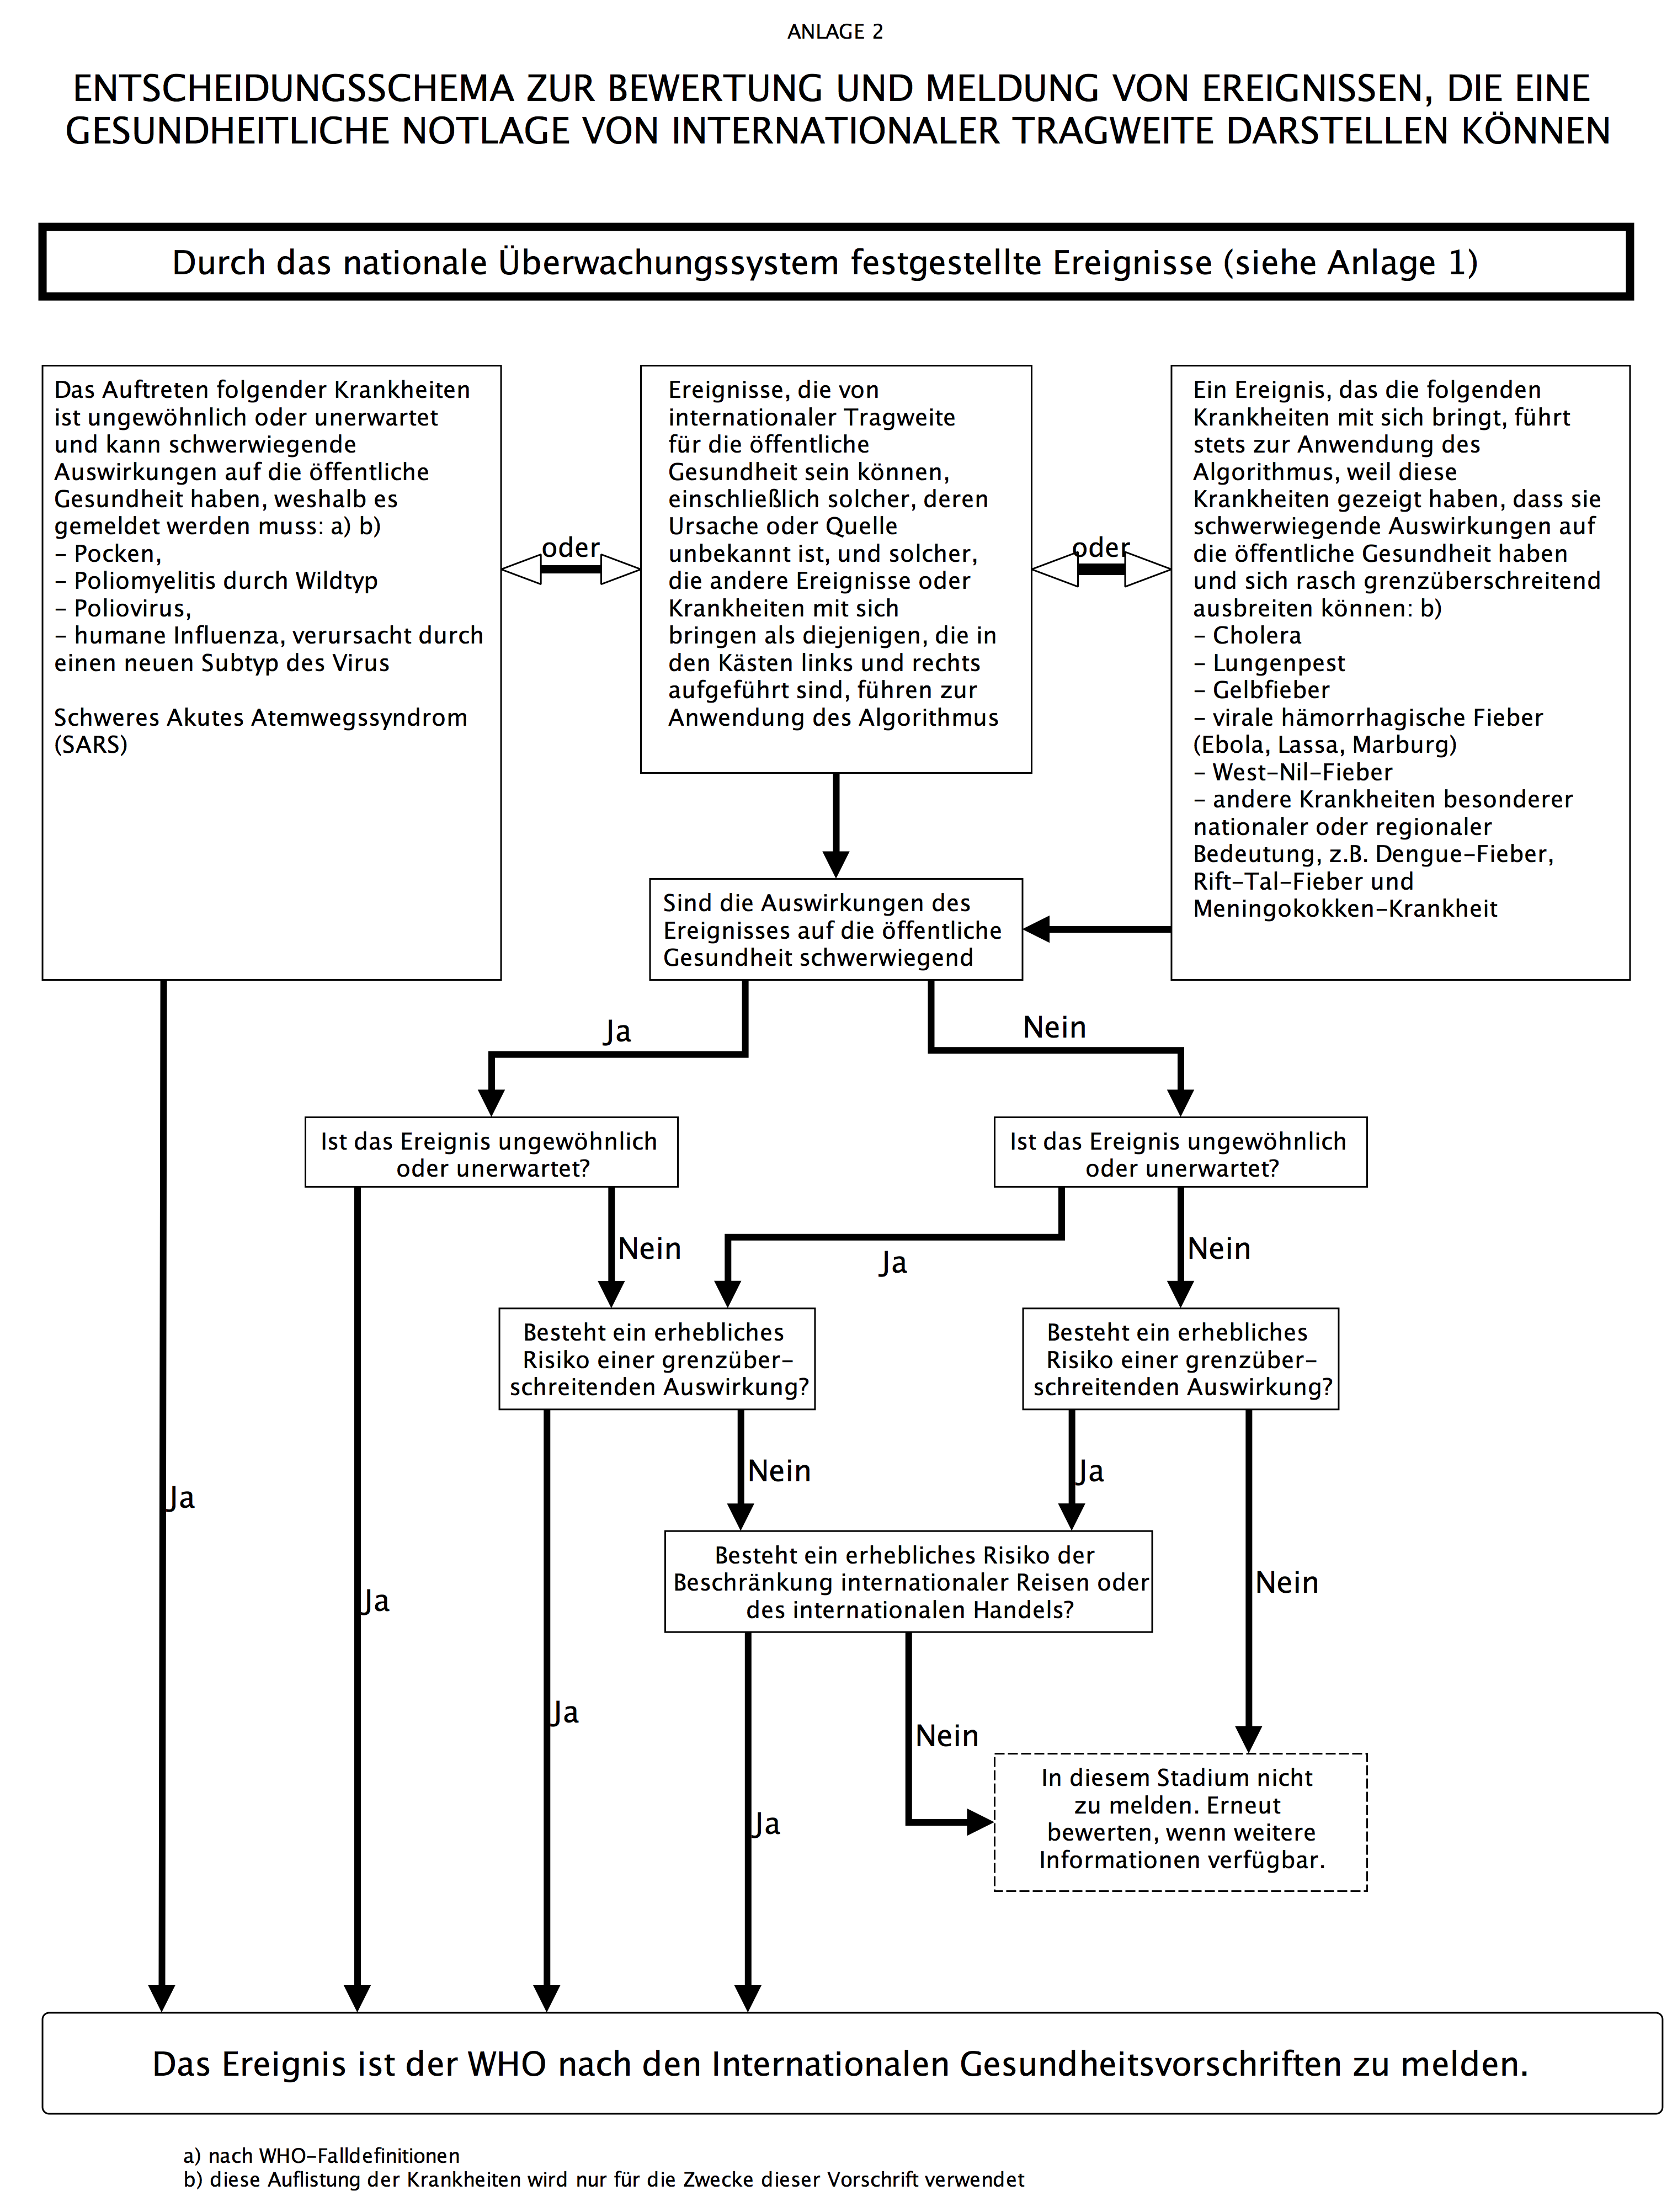 ANLAGE 2
ENTSCHEIDUNGSSCHEMA ZUR BEWERTUNG UND MELDUNG VON EREIGNISSEN, DIE EINE
GESUNDHEITLICHE NOTLAGE VON INTERNATIONALER TRAGWEITE DARSTELLEN KÖNNEN
Durch das nationale Überwachungssystem festgestellte Ereignisse (siehe Anlage 1)
Das Auftreten folgender Krankheiten
ist ungewöhnlich oder unerwartet
und kann schwerwiegende
Auswirkungen auf die öffentliche
Gesundheit haben, weshalb es
gemeldet werden muss: a) b)
– Pocken,
– Poliomyelitis durch Wildtyp
– Poliovirus,
– humane Influenza, verursacht durch
einen neuen Subtyp des Virus
Schweres Akutes Atemwegssyndrom
(SARS)
oder
Ereignisse, die von
internationaler Tragweite
für die öffentliche
Gesundheit sein können,
einschließlich solcher, deren
Ursache oder Quelle
unbekannt ist, und solcher,
die andere Ereignisse oder
Krankheiten mit sich
bringen als diejenigen, die in
den Kästen links und rechts
aufgeführt sind, führen zur
Anwendung des Algorithmus
oder
Ein Ereignis, das die folgenden
Krankheiten mit sich bringt, führt
stets zur Anwendung des
Algorithmus, weil diese
Krankheiten gezeigt haben, dass sie
schwerwiegende Auswirkungen auf
die öffentliche Gesundheit haben
und sich rasch grenzüberschreitend
ausbreiten können: b)
– Cholera
– Lungenpest
– Gelbfieber
– virale hämorrhagische Fieber
(Ebola, Lassa, Marburg)
– West–Nil–Fieber
– andere Krankheiten besonderer
nationaler oder regionaler
Bedeutung, z.B. Dengue–Fieber,
Rift–Tal–Fieber und
Meningokokken–Krankheit
Sind die Auswirkungen des
Ereignisses auf die öffentliche
Gesundheit schwerwiegend
Ja
Nein
Ist das Ereignis ungewöhnlich
oder unerwartet?
Ist das Ereignis ungewöhnlich
oder unerwartet?
Nein
Ja
Nein
Besteht ein erhebliches
Risiko einer grenzüber–
schreitenden Auswirkung?
Besteht ein erhebliches
Risiko einer grenzüber–
schreitenden Auswirkung?
Nein
Ja
Ja
Besteht ein erhebliches Risiko der
Beschränkung internationaler Reisen oder
des internationalen Handels?
Nein
Ja
Ja
Nein
Ja
In diesem Stadium nicht
zu melden. Erneut
bewerten, wenn weitere
Informationen verfügbar.
Das Ereignis ist der WHO nach den Internationalen Gesundheitsvorschriften zu melden.
a) nach WHO–Falldefinitionen
b) diese Auflistung der Krankheiten wird nur für die Zwecke dieser Vorschrift verwendet